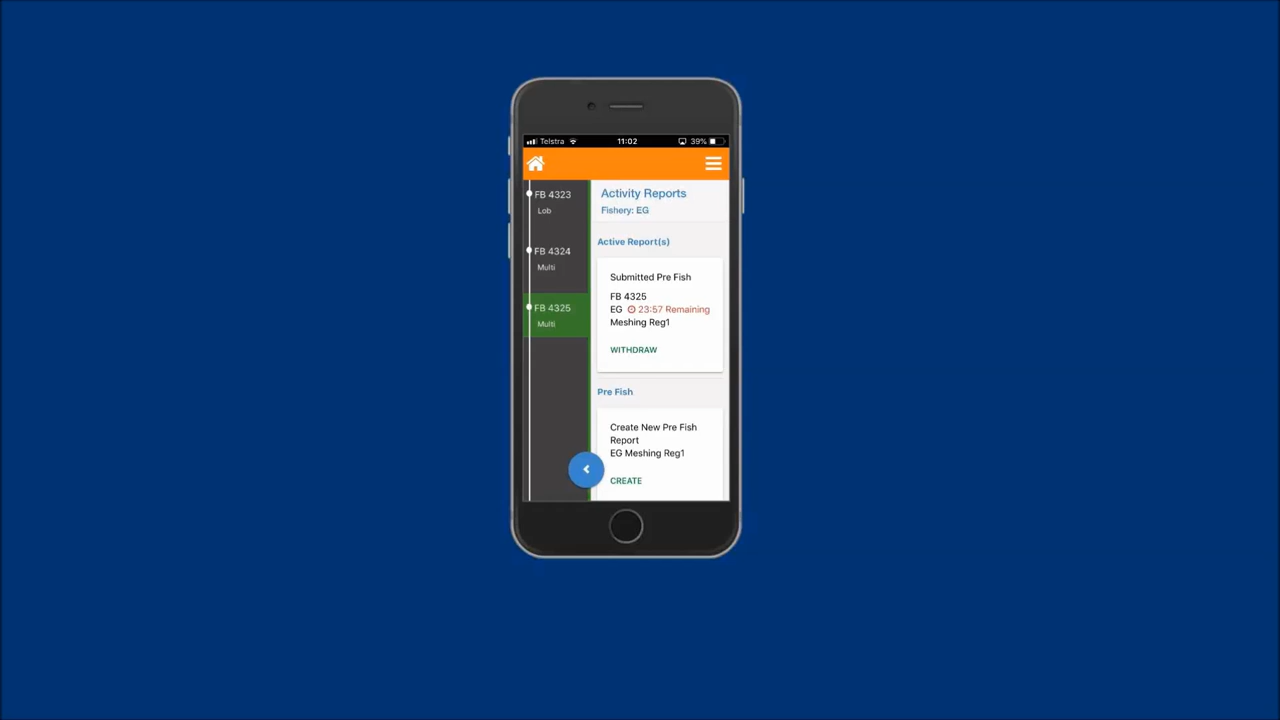 Telstra 11:02 39%
FB 4323
Lob
FB 4324
Multi
FB 4325
Multi
Activity Reports
Fishery: EG
Active Report(s)
Submitted Pre Fish
FB 4325
EG 23:57 Remaining
Meshing Reg1
WITHDRAW
Pre Fish
Create New Pre Fish
Report
EG Meshing Reg1
CREATE